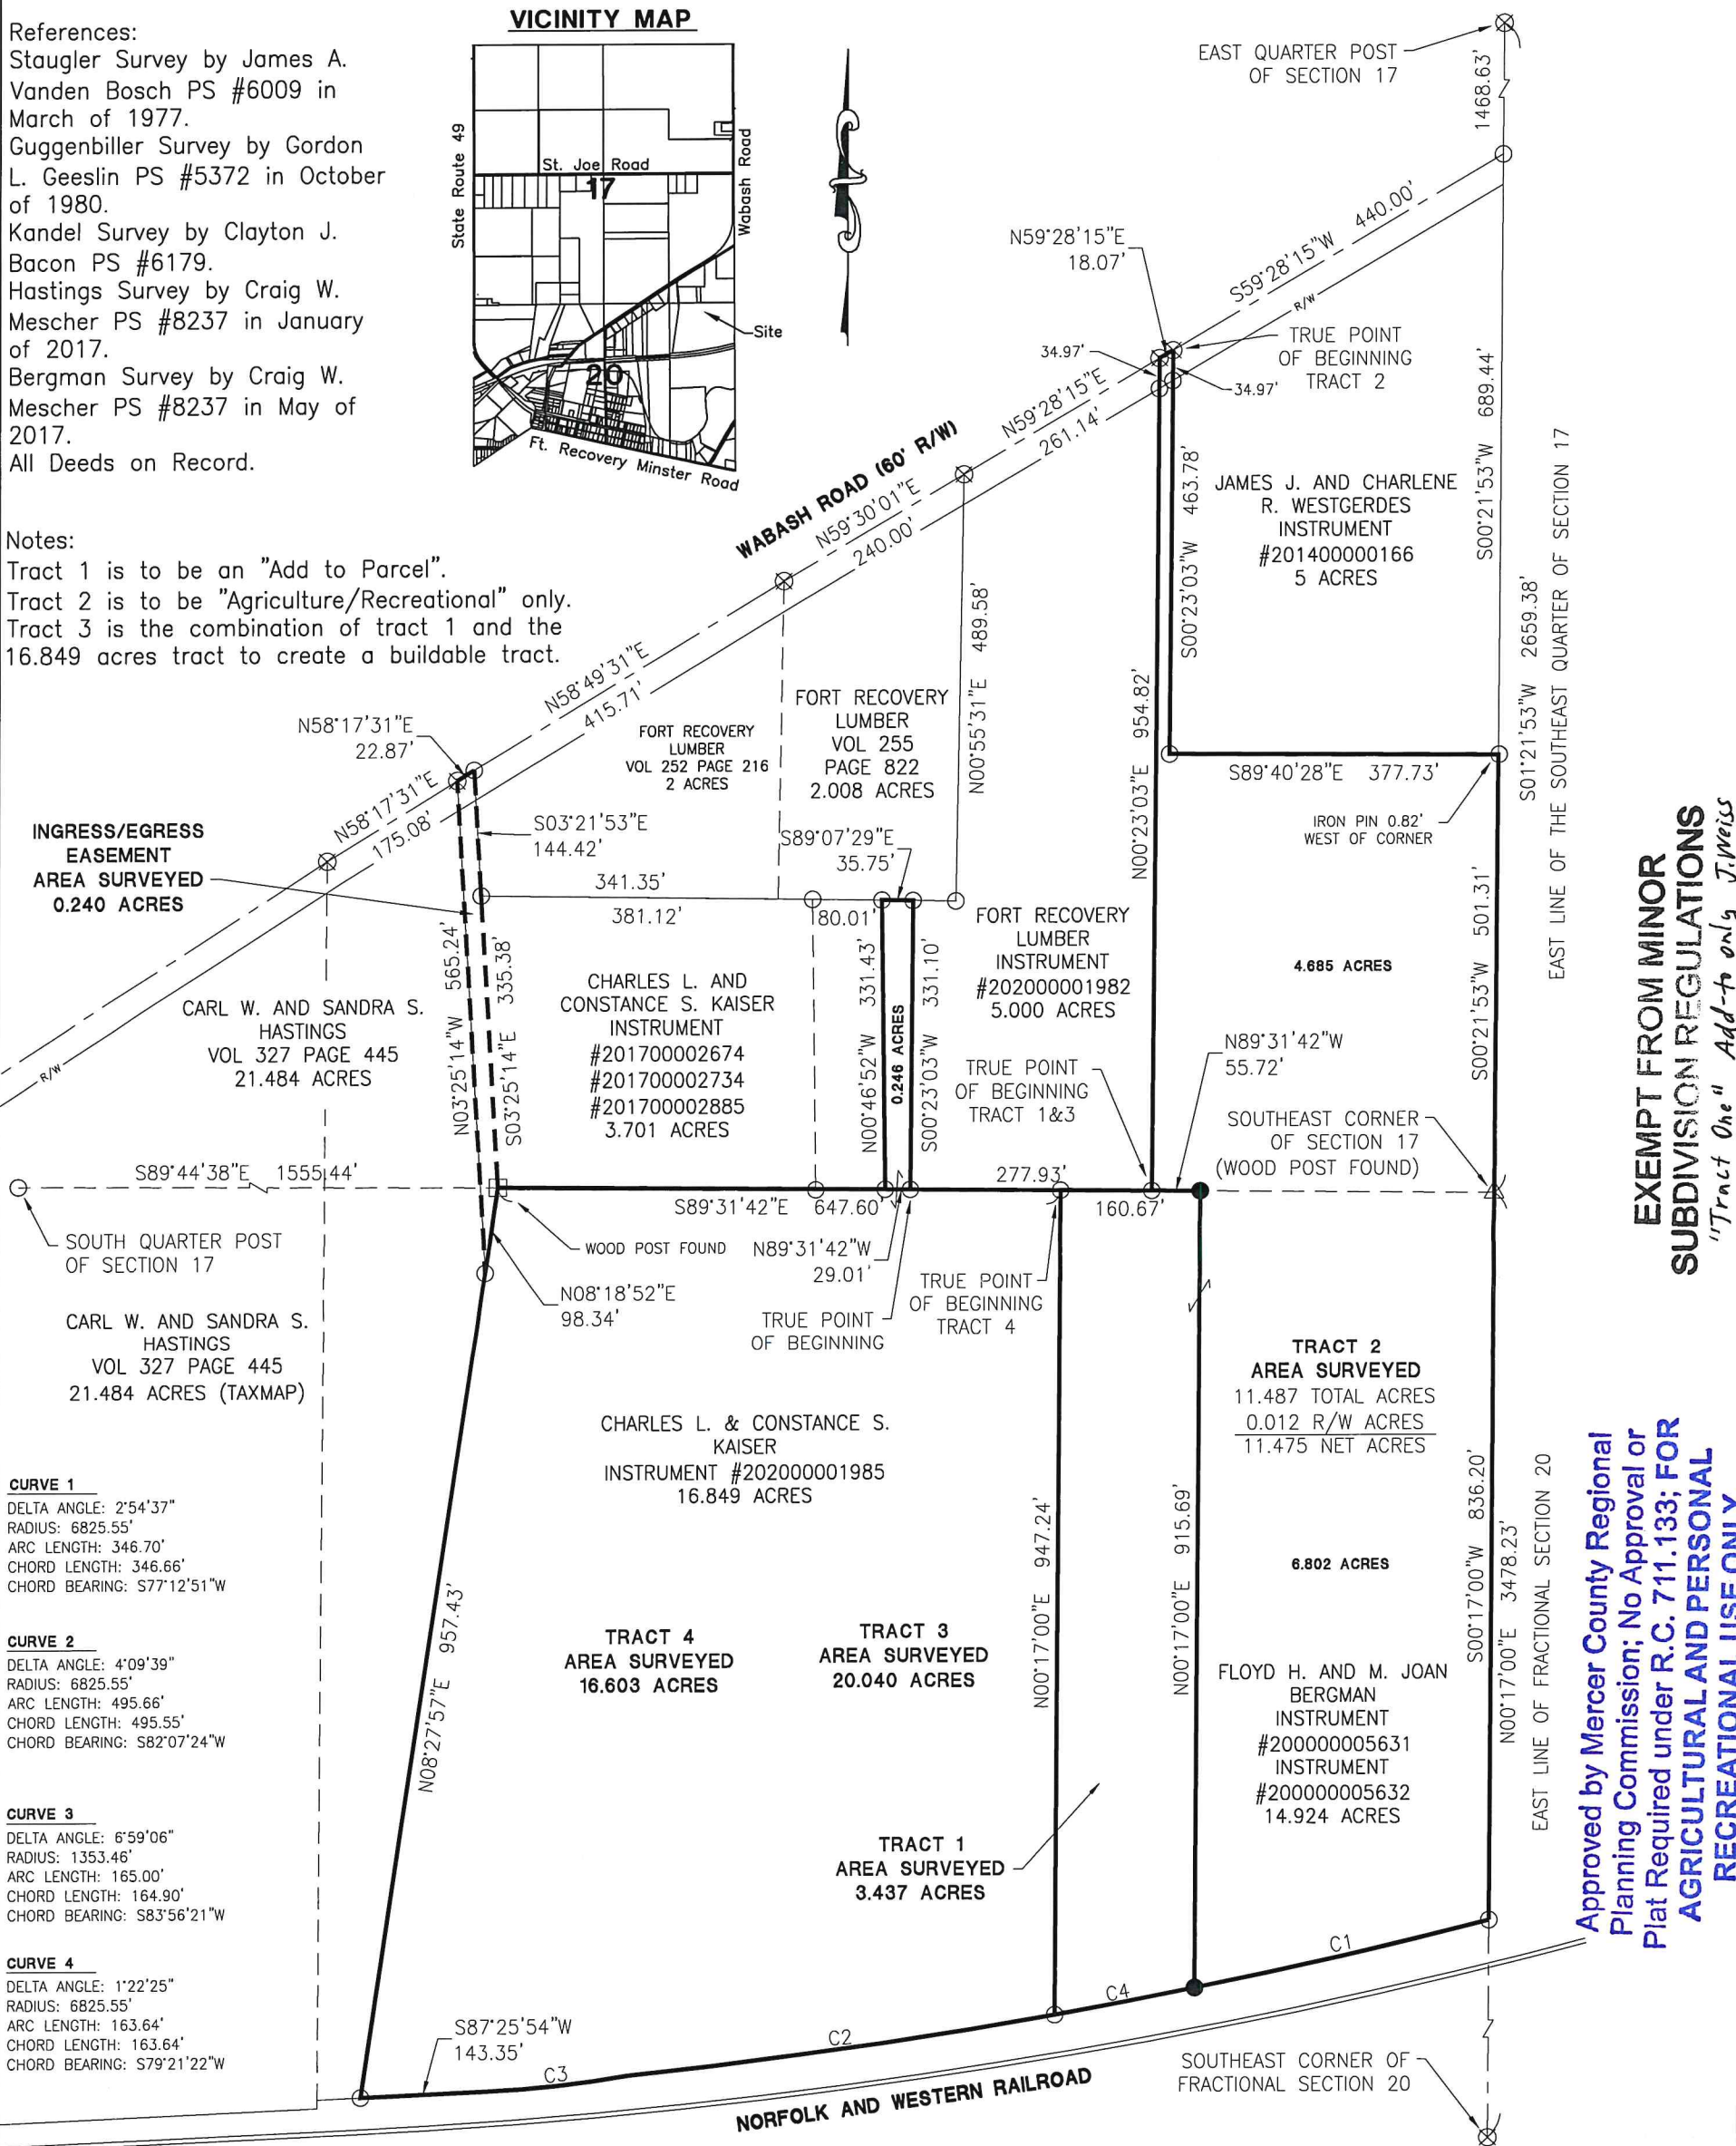 References:
Staugler Survey by James A.
Vanden Bosch PS #6009 in
March of 1977.
Guggenbiller Survey by Gordon
L. Geeslin PS #5372 in October
of 1980.
Kandel Survey by Clayton J.
Bacon PS #6179.
Hastings Survey by Craig W.
Mescher PS #8237 in January
of 2017.
Bergman Survey by Craig W.
Mescher PS #8237 in May of
2017.
All Deeds on Record.
VICINITY MAP
State Route 49
St. Joe Road
17
Wabash Road
Site
20
Ft. Recovery Minster Road
Notes:
Tract 1 is to be an "Add to Parcel".
Tract 2 is to be "Agriculture/Recreational" only.
Tract 3 is the combination of tract 1 and the
16.849 acres tract to create a buildable tract.
EAST QUARTER POST
OF SECTION 17
1468.63'
S59°28'15"W 440.00'
R/W
N59°28'15"E
18.07'
TRUE POINT
OF BEGINNING
TRACT 2
34.97'
34.97'
N59°28'15"E
261.14'
WABASH ROAD (60' R/W)
N59°30'01"E
240.00'
N58°49'31"E
415.71'
S00°21'53"W 689.44'
JAMES J. AND CHARLENE
R. WESTGERDES
INSTRUMENT
#201400000166
5 ACRES
S00°23'03"W 463.78'
S01°21'53"W 2659.38'
EAST LINE OF THE SOUTHEAST QUARTER OF SECTION 17
N00°55'31"E 489.58'
N00°23'03"E 954.82'
S89°40'28"E 377.73'
IRON PIN 0.82'
WEST OF CORNER
FORT RECOVERY
LUMBER
VOL 252 PAGE 216
2 ACRES
FORT RECOVERY
LUMBER
VOL 255
PAGE 822
2.008 ACRES
N58°17'31"E
22.87'
N58°17'31"E
175.08'
INGRESS/EGRESS
EASEMENT
AREA SURVEYED
0.240 ACRES
S03°21'53"E
144.42'
S89°07'29"E
35.75'
341.35'
381.12'
80.01'
N03°25'14"W 565.24'
S03°25'14"E 335.38'
CARL W. AND SANDRA S.
HASTINGS
VOL 327 PAGE 445
21.484 ACRES
R/W
CHARLES L. AND
CONSTANCE S. KAISER
INSTRUMENT
#201700002674
#201700002734
#201700002885
3.701 ACRES
N00°46'52"W 331.43'
0.246 ACRES
S00°23'03"W 331.10'
FORT RECOVERY
LUMBER
INSTRUMENT
#202000001982
5.000 ACRES
4.685 ACRES
S00°21'53"W 501.31'
TRUE POINT
OF BEGINNING
TRACT 1&3
N89°31'42"W
55.72'
SOUTHEAST CORNER
OF SECTION 17
(WOOD POST FOUND)
S89°44'38"E 1555.44'
SOUTH QUARTER POST
OF SECTION 17
S89°31'42"E 647.60'
277.93'
160.67'
WOOD POST FOUND
N89°31'42"W
29.01'
N08°18'52"E
98.34'
TRUE POINT
OF BEGINNING
TRUE POINT
OF BEGINNING
TRACT 4
CARL W. AND SANDRA S.
HASTINGS
VOL 327 PAGE 445
21.484 ACRES (TAXMAP)
CHARLES L. & CONSTANCE S.
KAISER
INSTRUMENT #202000001985
16.849 ACRES
TRACT 2
AREA SURVEYED
11.487 TOTAL ACRES
0.012 R/W ACRES
11.475 NET ACRES
6.802 ACRES
N08°27'57"E 957.43'
TRACT 4
AREA SURVEYED
16.603 ACRES
TRACT 3
AREA SURVEYED
20.040 ACRES
N00°17'00"E 947.24'
N00°17'00"E 915.69'
S00°17'00"W 836.20'
N00°17'00"E 3478.23'
EAST LINE OF FRACTIONAL SECTION 20
FLOYD H. AND M. JOAN
BERGMAN
INSTRUMENT
#200000005631
INSTRUMENT
#200000005632
14.924 ACRES
TRACT 1
AREA SURVEYED
3.437 ACRES
CURVE 1
DELTA ANGLE: 2°54'37"
RADIUS: 6825.55'
ARC LENGTH: 346.70'
CHORD LENGTH: 346.66'
CHORD BEARING: S77°12'51"W
CURVE 2
DELTA ANGLE: 4°09'39"
RADIUS: 6825.55'
ARC LENGTH: 495.66'
CHORD LENGTH: 495.55'
CHORD BEARING: S82°07'24"W
CURVE 3
DELTA ANGLE: 6°59'06"
RADIUS: 1353.46'
ARC LENGTH: 165.00'
CHORD LENGTH: 164.90'
CHORD BEARING: S83°56'21"W
CURVE 4
DELTA ANGLE: 1°22'25"
RADIUS: 6825.55'
ARC LENGTH: 163.64'
CHORD LENGTH: 163.64'
CHORD BEARING: S79°21'22"W
S87°25'54"W
143.35'
C3
C2
C4
C1
NORFOLK AND WESTERN RAILROAD
SOUTHEAST CORNER OF
FRACTIONAL SECTION 20
EXEMPT FROM MINOR
SUBDIVISION REGULATIONS
"Tract One" Add-to only J.Weiss
Approved by Mercer County Regional
Planning Commission; No Approval or
Plat Required under R.C. 711.133; FOR
AGRICULTURAL AND PERSONAL
RECREATIONAL USE ONLY